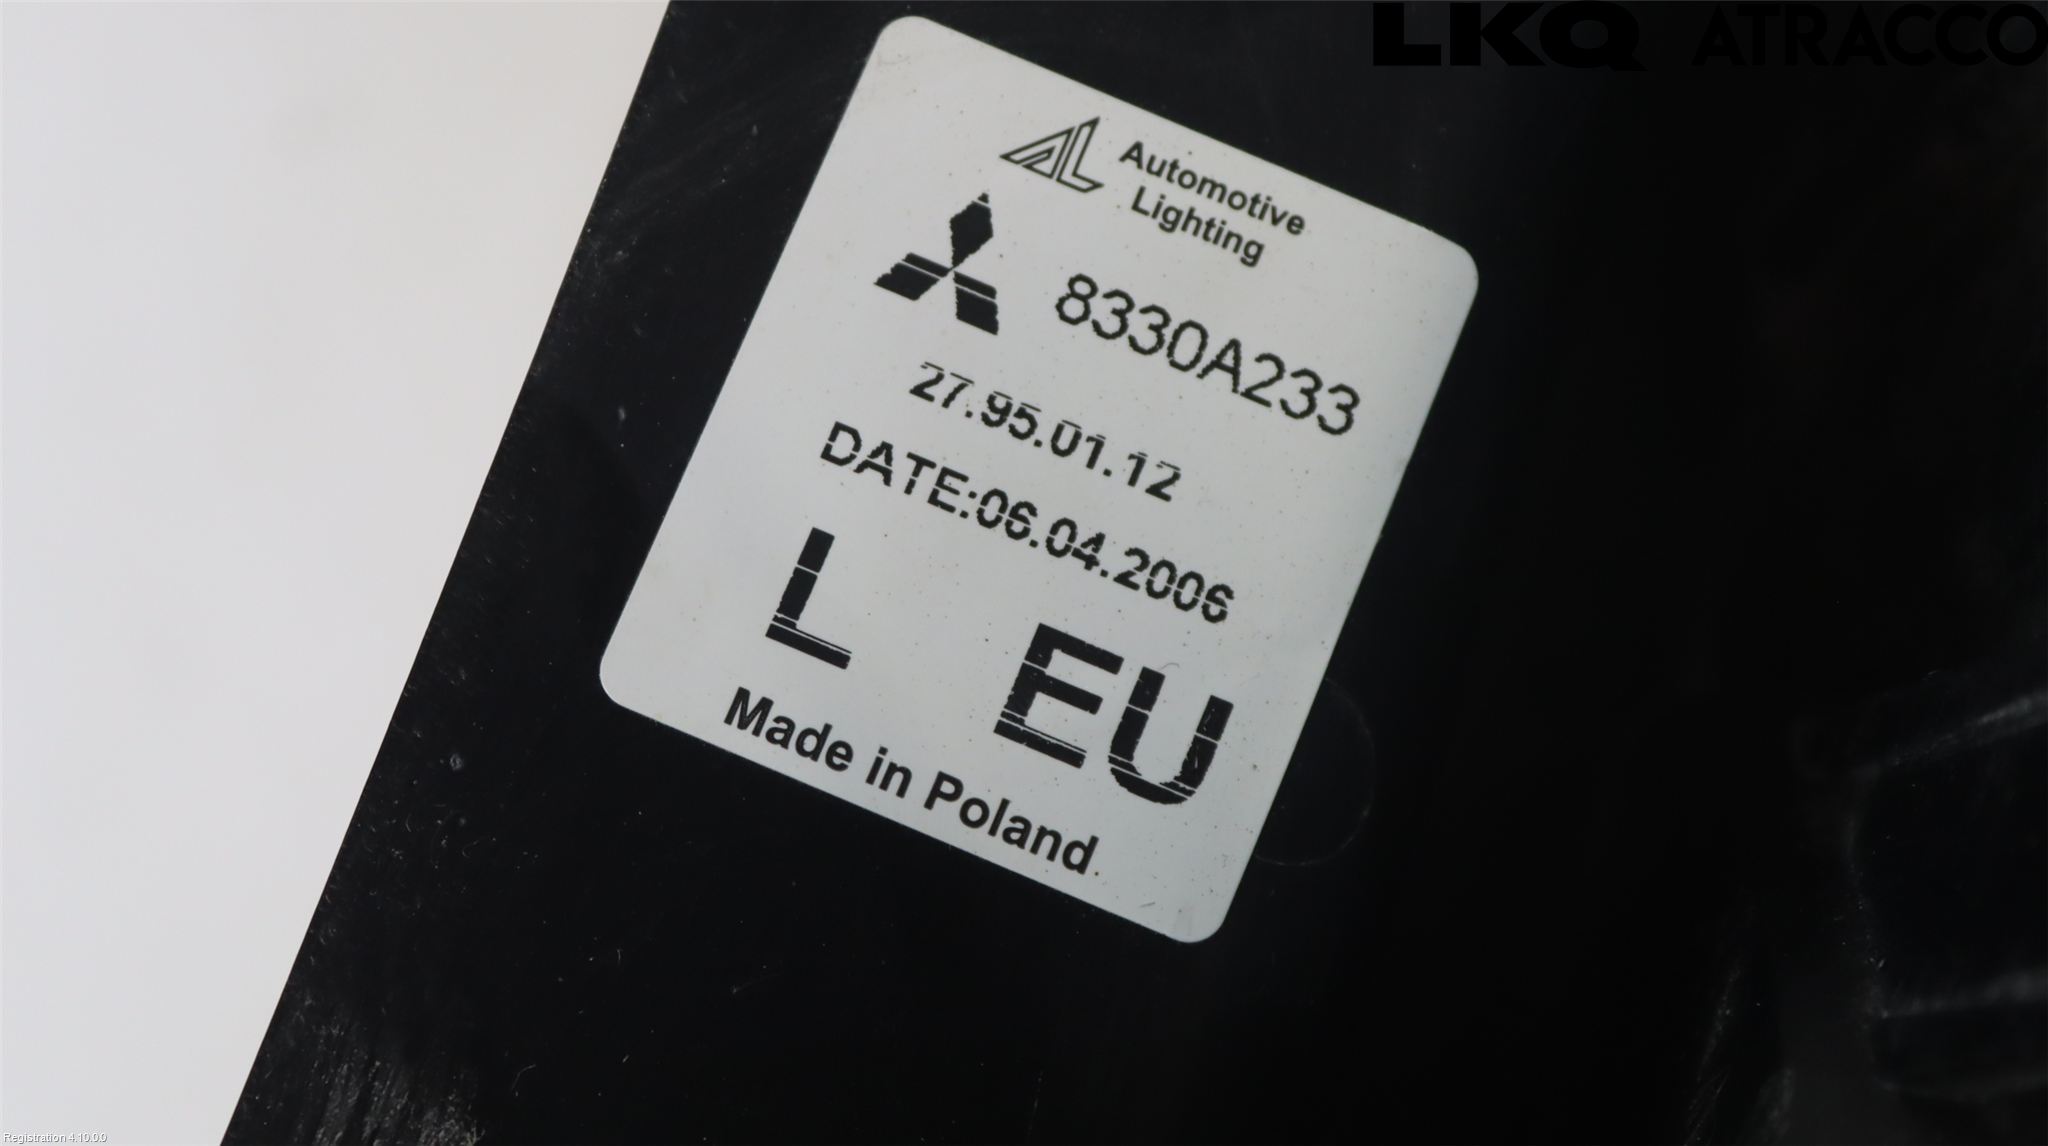 LKQ ATRACCO
AL Automotive
Lighting
8330A233
27.95.01.12
DATE:06.04.2006
L EU
Made in Poland
Registration 4.10.0.0